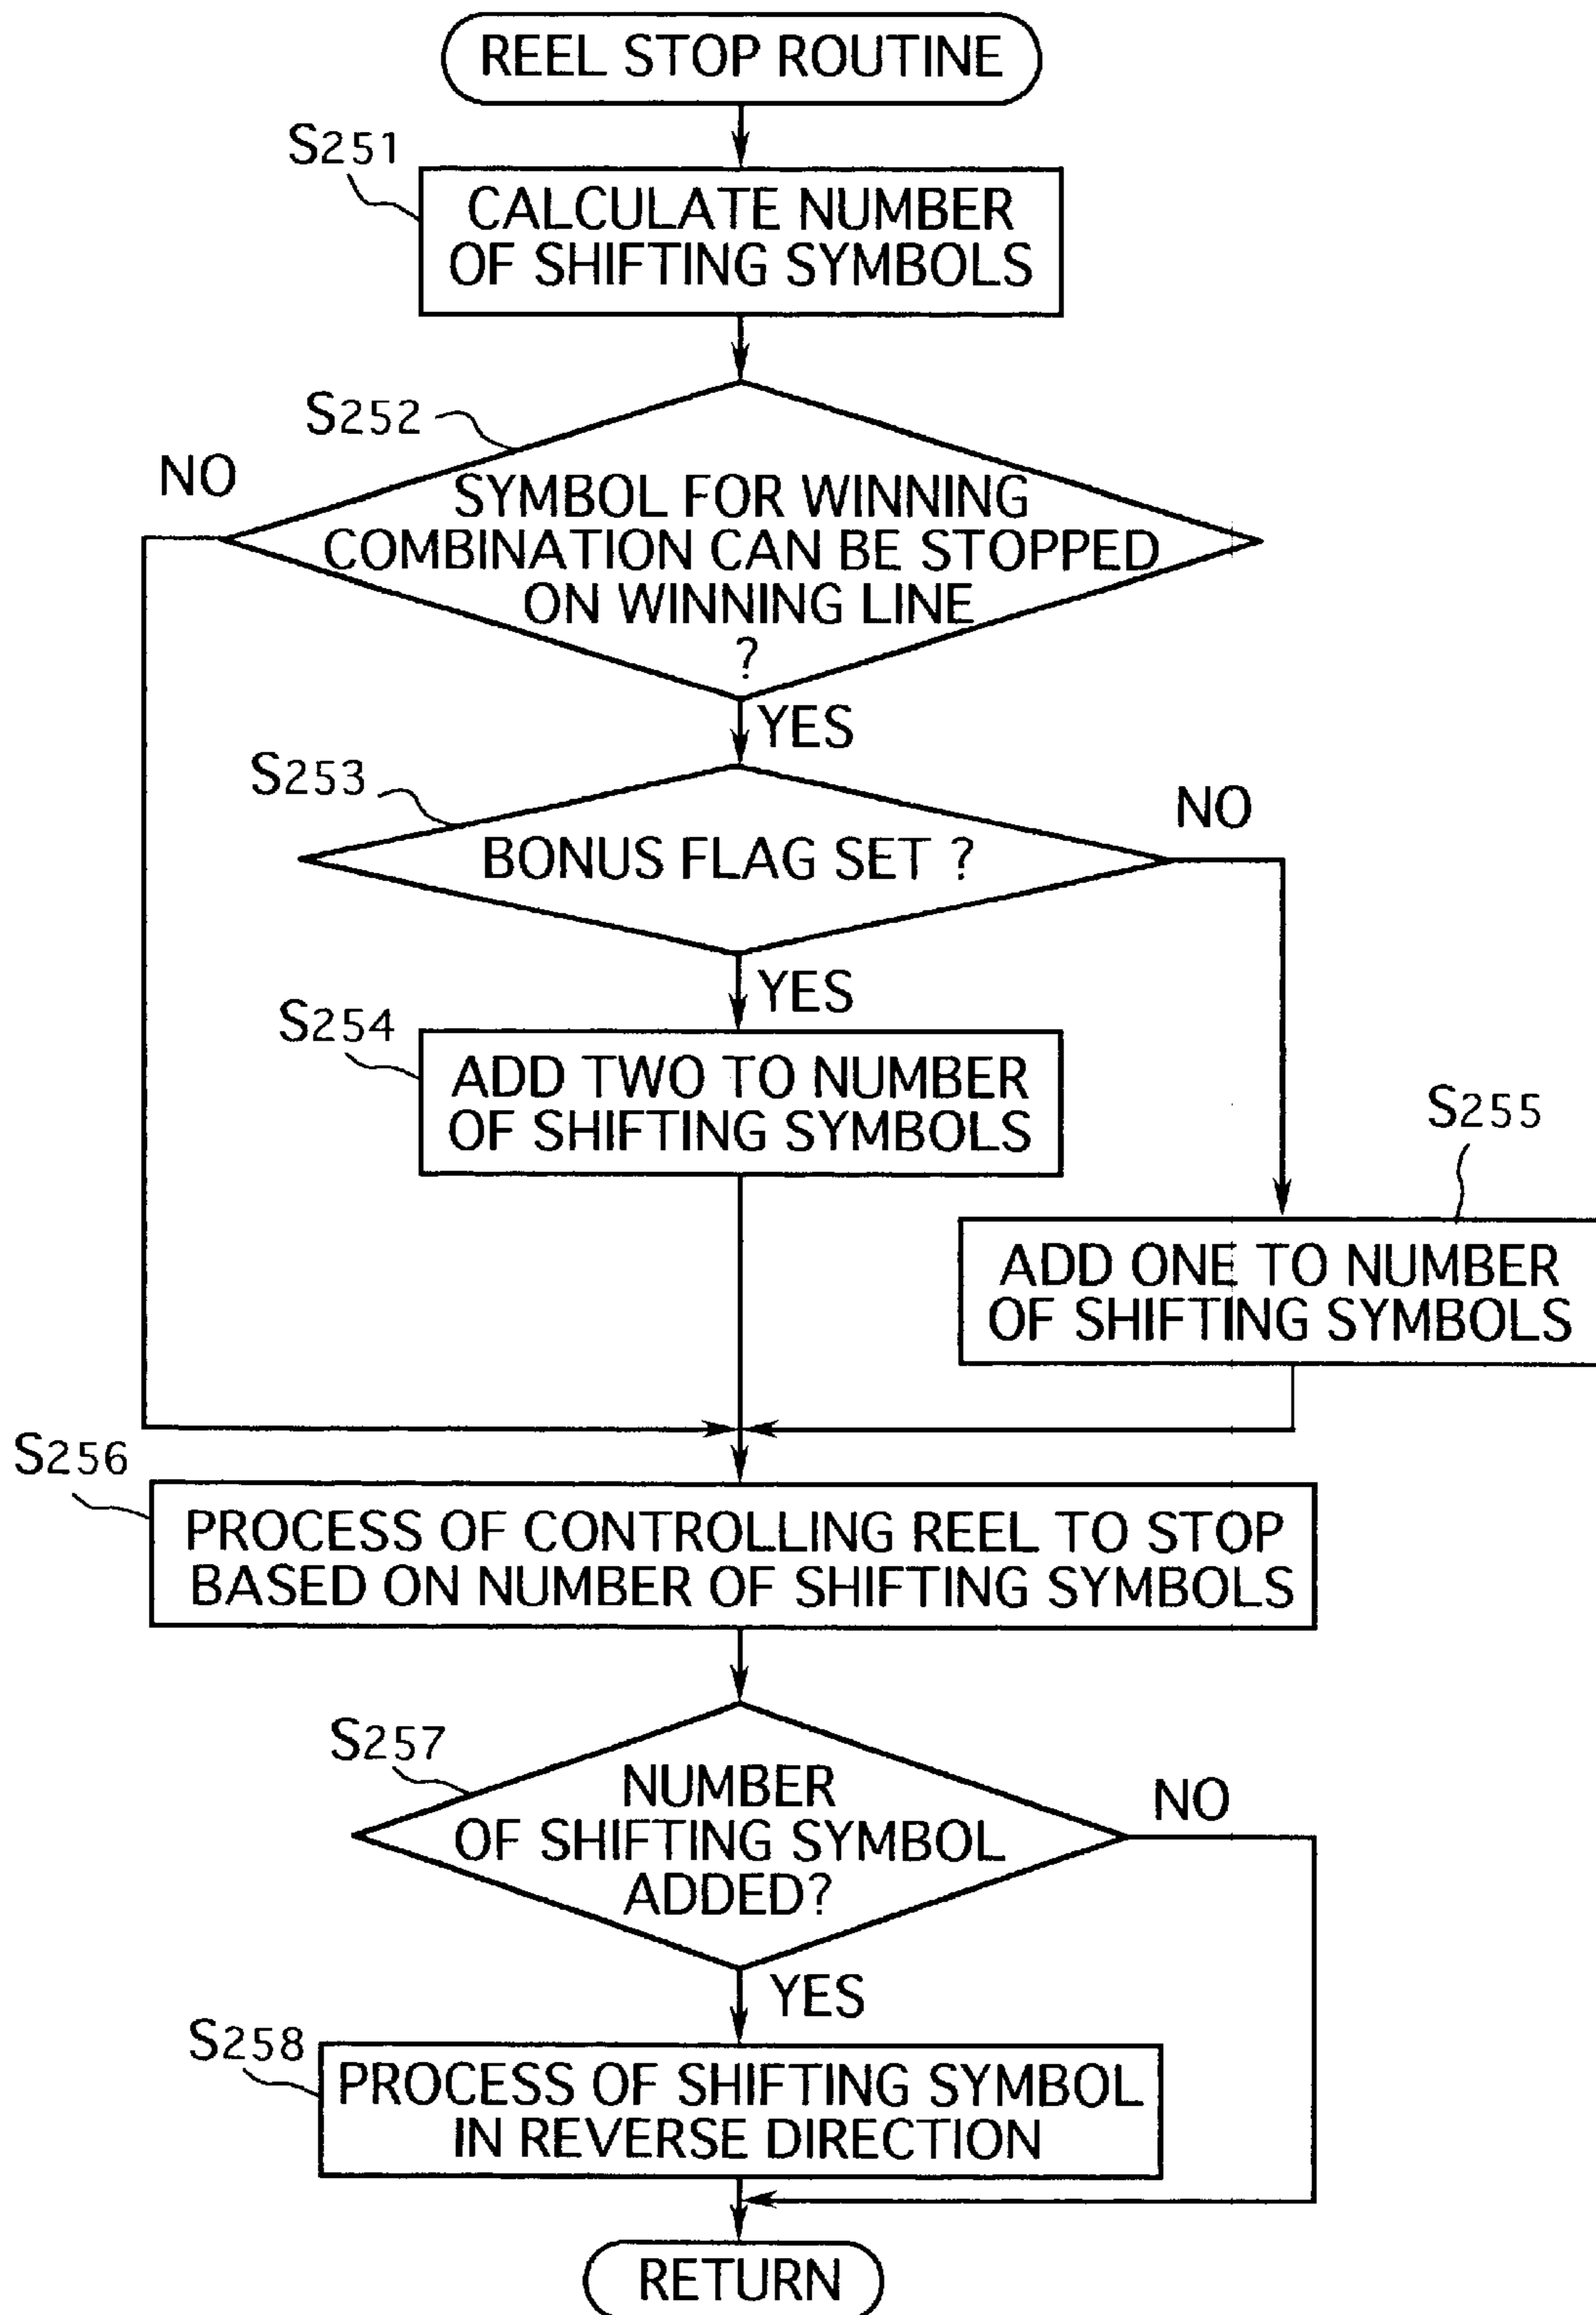 REEL STOP ROUTINE
S251
CALCULATE NUMBER
OF SHIFTING SYMBOLS
S252
NO
SYMBOL FOR WINNING
COMBINATION CAN BE STOPPED
ON WINNING LINE
?
YES
S253
NO
BONUS FLAG SET ?
YES
S254
ADD TWO TO NUMBER
OF SHIFTING SYMBOLS
S255
ADD ONE TO NUMBER
OF SHIFTING SYMBOLS
S256
PROCESS OF CONTROLLING REEL TO STOP
BASED ON NUMBER OF SHIFTING SYMBOLS
S257
NUMBER
OF SHIFTING SYMBOL
ADDED?
NO
YES
S258
PROCESS OF SHIFTING SYMBOL
IN REVERSE DIRECTION
RETURN